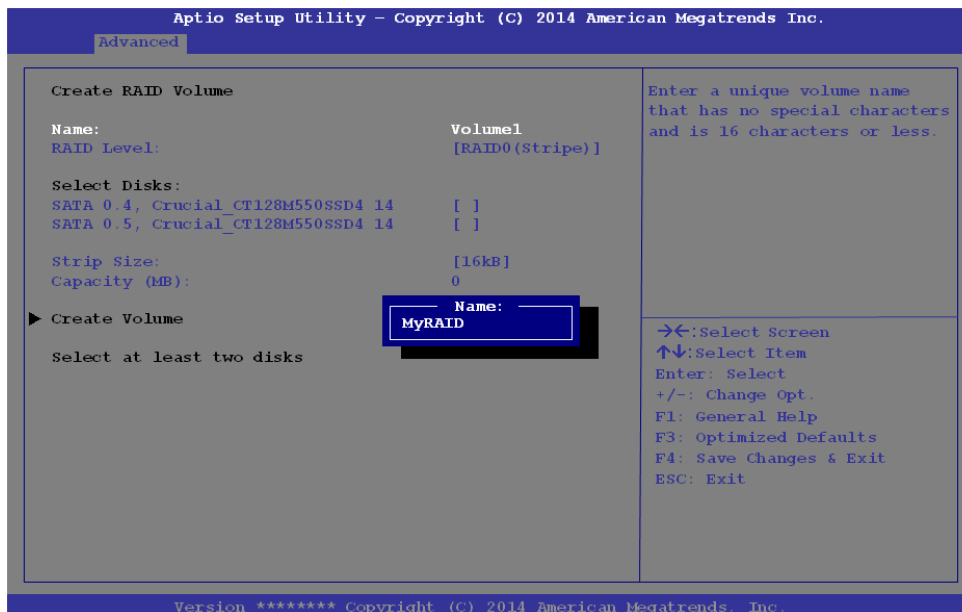 Aptio Setup Utility – Copyright (C) 2014 American Megatrends Inc.
Advanced
Create RAID Volume
Name: Volume1
RAID Level: [RAID0(Stripe)]
Select Disks:
SATA 0.4, Crucial_CT128M550SSD4 14 [ ]
SATA 0.5, Crucial_CT128M550SSD4 14 [ ]
Strip Size: [16kB]
Capacity (MB): 0
Create Volume
Select at least two disks
Name:
MyRAID
Enter a unique volume name
that has no special characters
and is 16 characters or less.
→←:Select Screen
↑↓:Select Item
Enter: Select
+/-: Change Opt.
F1: General Help
F3: Optimized Defaults
F4: Save Changes & Exit
ESC: Exit
Version ******** Copyright (C) 2014 American Megatrends, Inc.